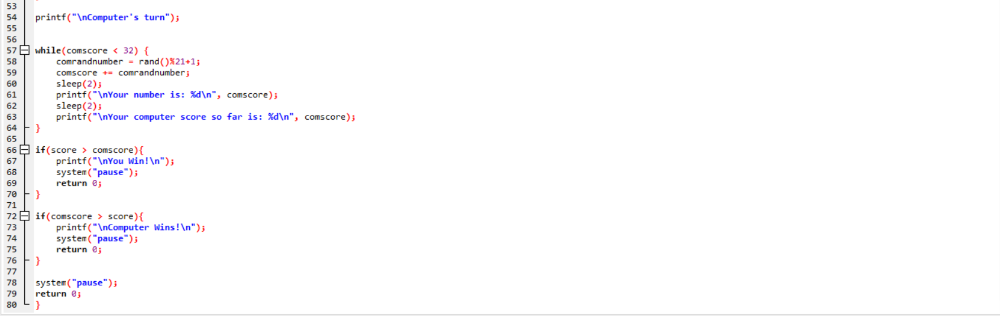 53
54 printf("\nComputer's turn");
55
56
57 while(comscore < 32) {
58 comrandnumber = rand()%21+1;
59 comscore += comrandnumber;
60 sleep(2);
61 printf("\nYour number is: %d\n", comscore);
62 sleep(2);
63 printf("\nYour computer score so far is: %d\n", comscore);
64 }
65
66 if(score > comscore){
67 printf("\nYou Win!\n");
68 system("pause");
69 return 0;
70 }
71
72 if(comscore > score){
73 printf("\nComputer Wins!\n");
74 system("pause");
75 return 0;
76 }
77
78 system("pause");
79 return 0;
80 }